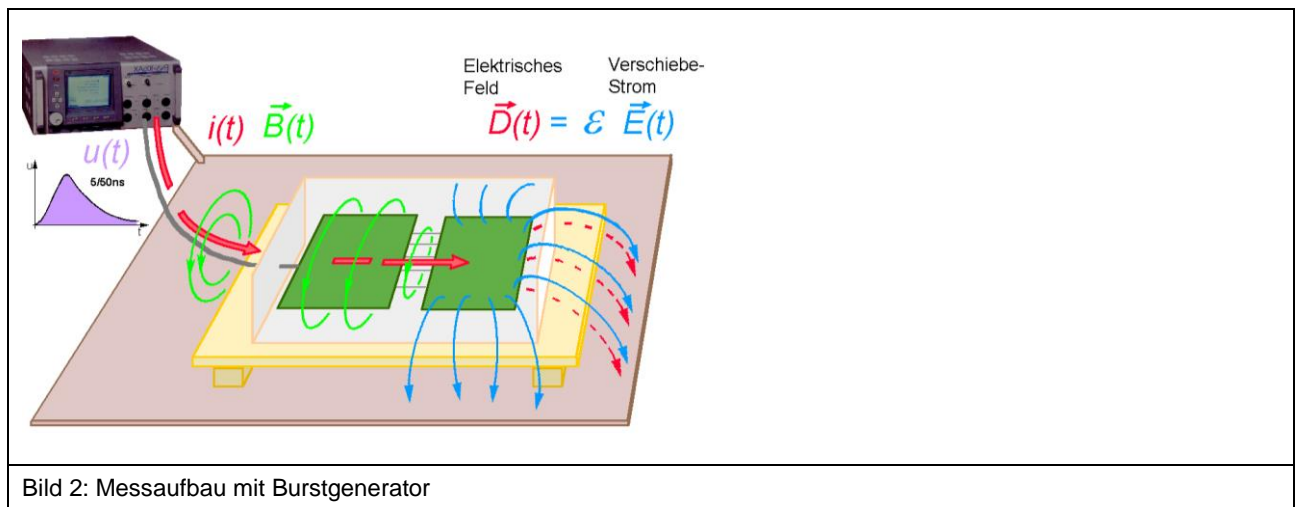 Elektrisches Feld
Verschiebe-Strom
i(t) B(t)
D(t) = ε E(t)
u(t)
u
5/50ns
t
Bild 2: Messaufbau mit Burstgenerator